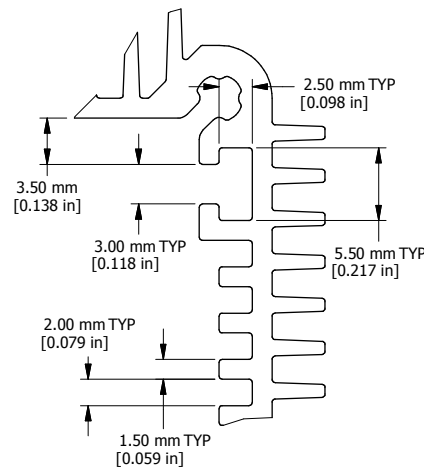 2.50 mm TYP
[0.098 in]
3.50 mm
[0.138 in]
3.00 mm TYP
[0.118 in]
5.50 mm TYP
[0.217 in]
2.00 mm TYP
[0.079 in]
1.50 mm TYP
[0.059 in]